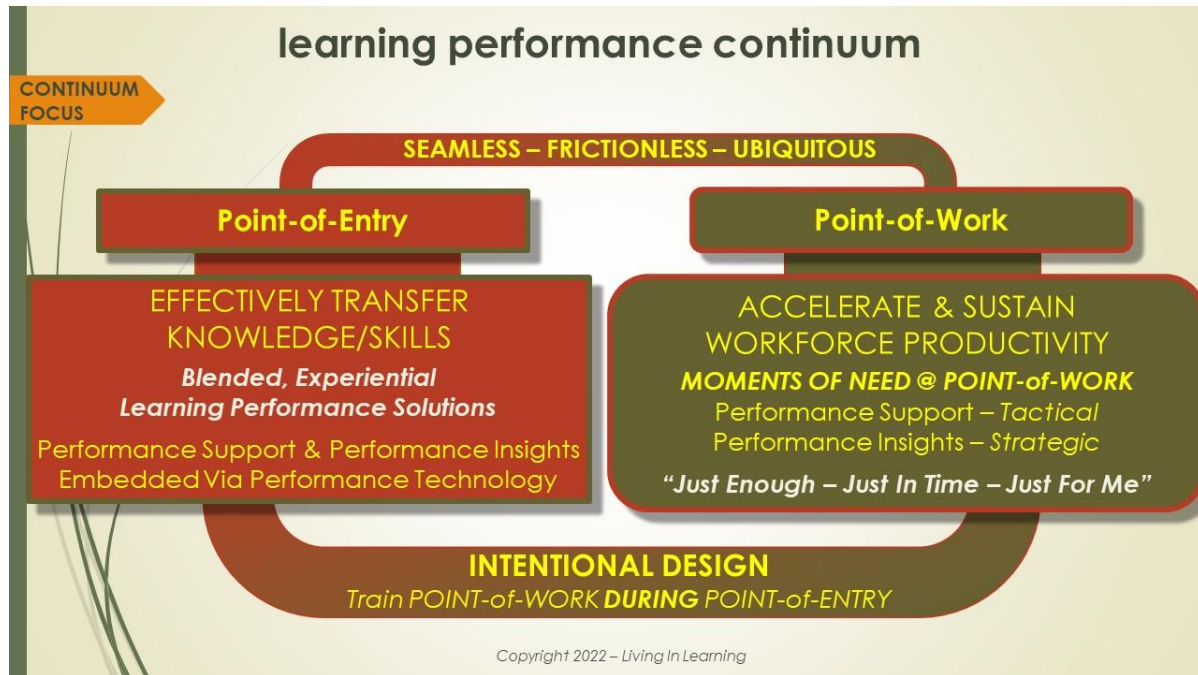 learning performance continuum
CONTINUUM
FOCUS
SEAMLESS – FRICTIONLESS – UBIQUITOUS
Point-of-Entry
EFFECTIVELY TRANSFER
KNOWLEDGE/SKILLS
Blended, Experiential
Learning Performance Solutions
Performance Support & Performance Insights
Embedded Via Performance Technology
Point-of-Work
ACCELERATE & SUSTAIN
WORKFORCE PRODUCTIVITY
MOMENTS OF NEED @ POINT-of-WORK
Performance Support – Tactical
Performance Insights – Strategic
“Just Enough – Just In Time – Just For Me”
INTENTIONAL DESIGN
Train POINT-of-WORK DURING POINT-of-ENTRY
Copyright 2022 – Living In Learning